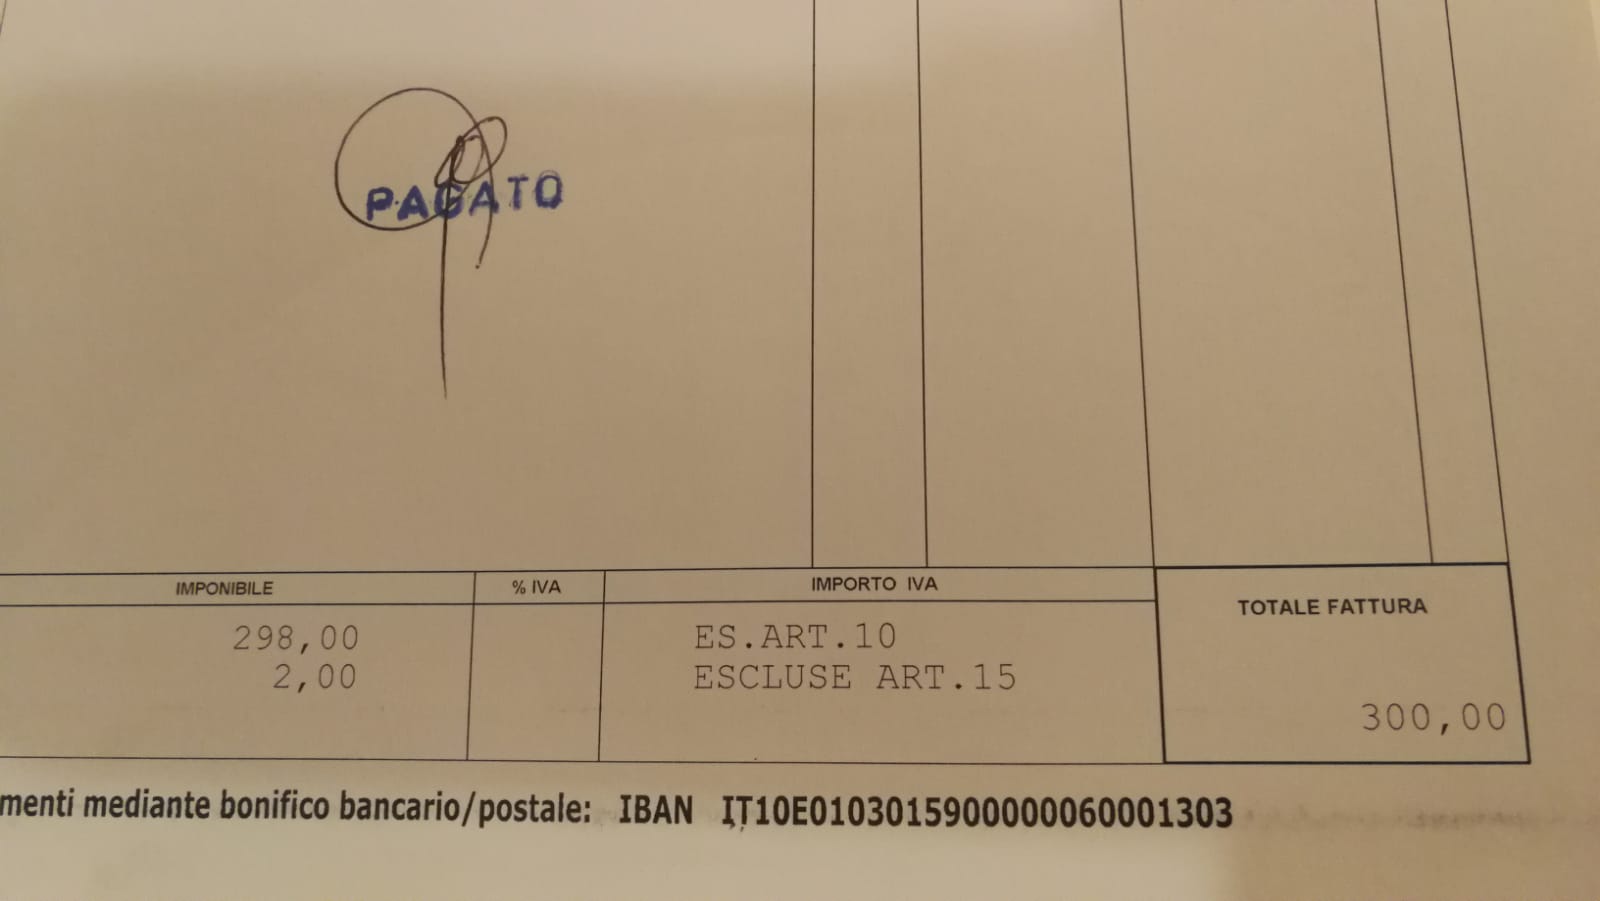 PAGATO
IMPONIBILE % IVA IMPORTO IVA TOTALE FATTURA
298,00 ES.ART.10
2,00 ESCLUSE ART.15
300,00
menti mediante bonifico bancario/postale: IBAN IT10E0103015900000060001303